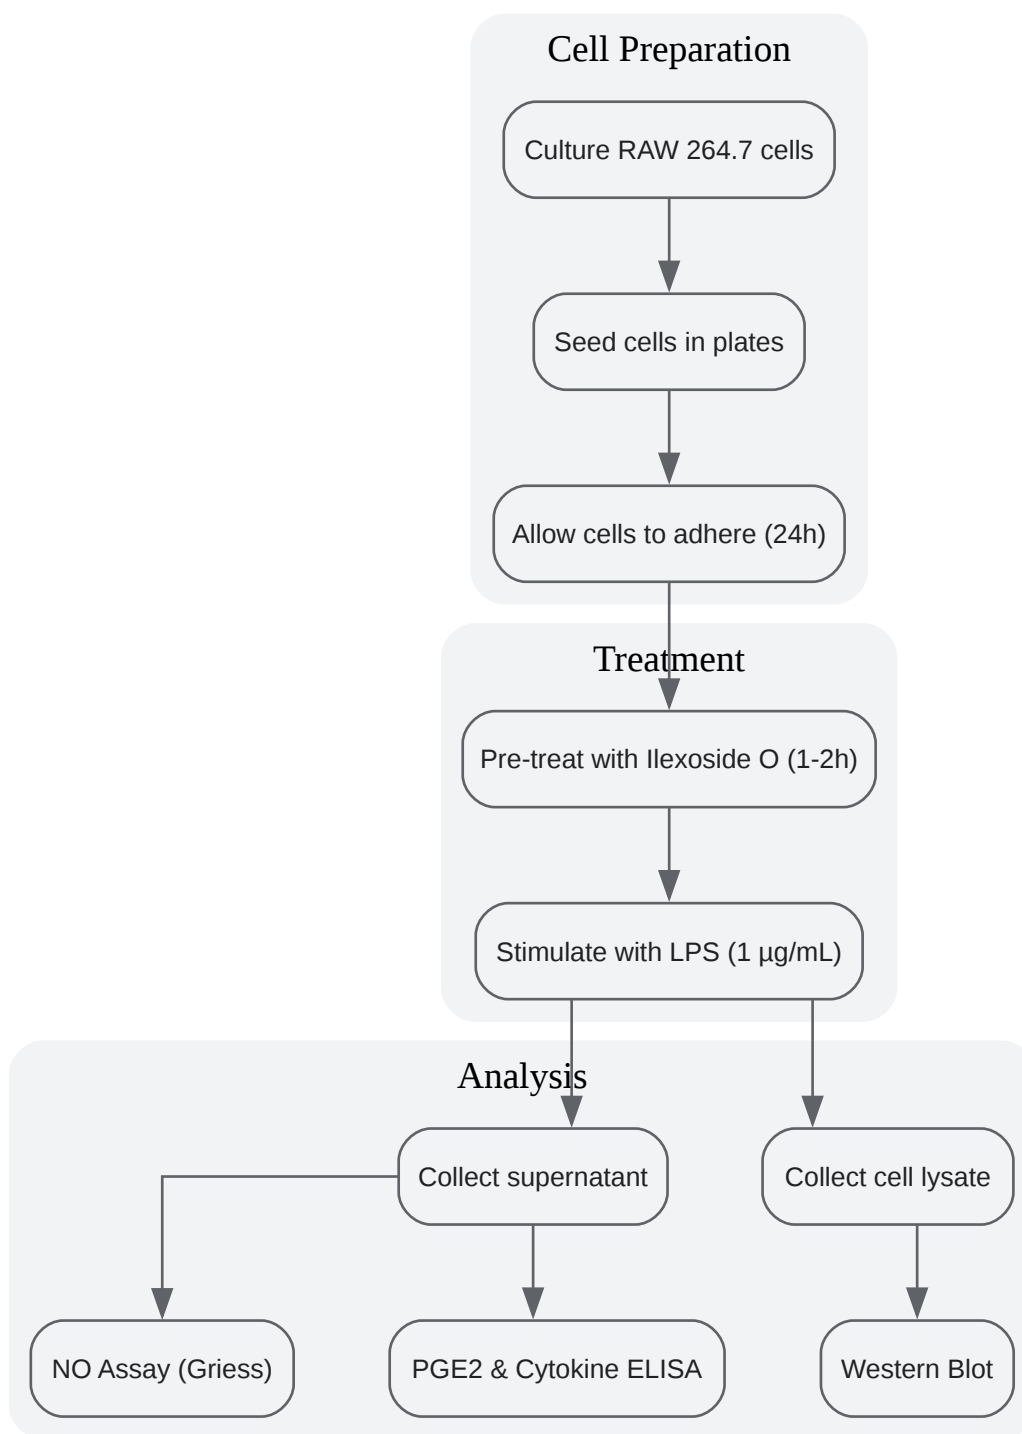 Cell Preparation
Culture RAW 264.7 cells
Seed cells in plates
Allow cells to adhere (24h)
Treatment
Pre-treat with Ilexoside O (1-2h)
Stimulate with LPS (1 µg/mL)
Analysis
Collect supernatant
Collect cell lysate
NO Assay (Griess)
PGE2 & Cytokine ELISA
Western Blot